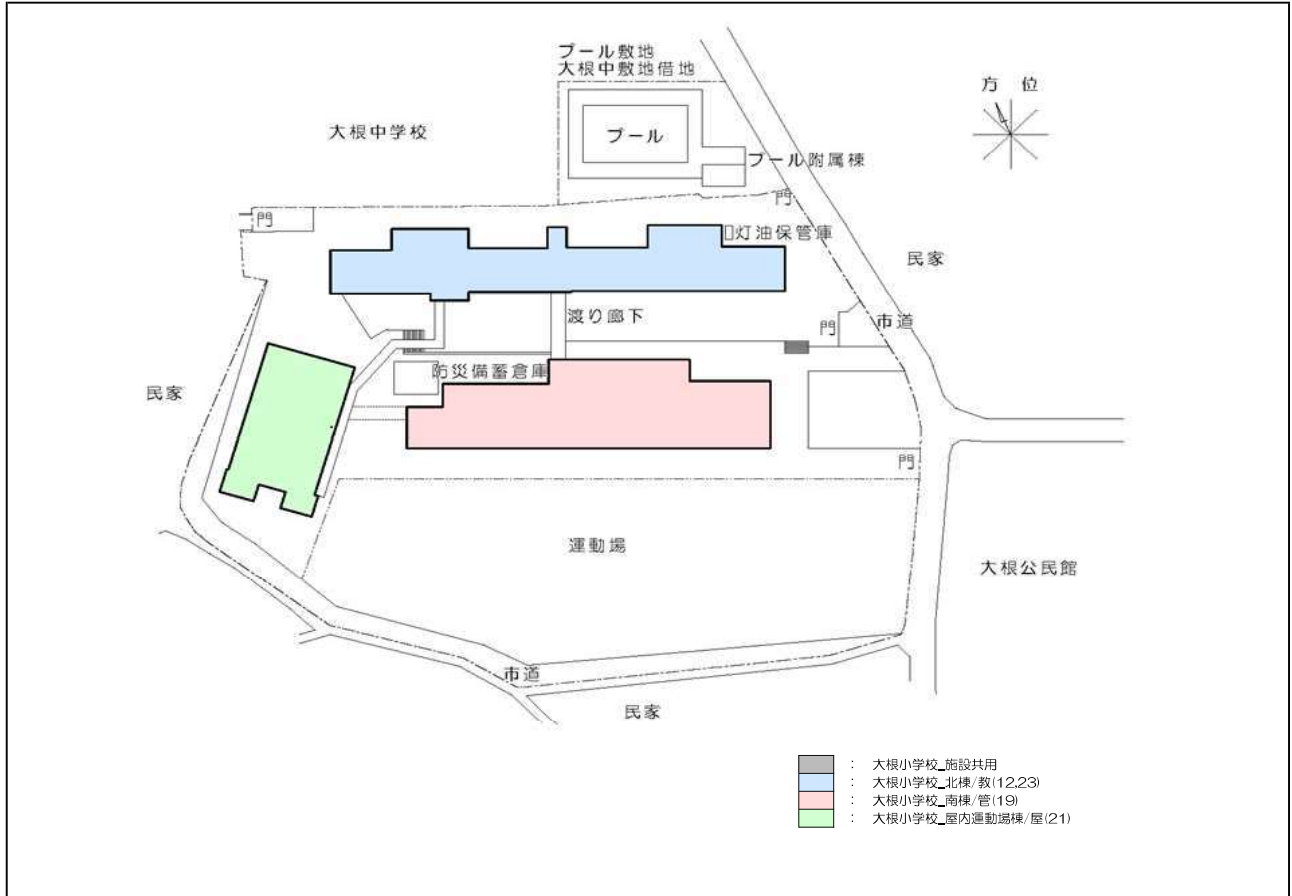 プール敷地
大根中敷地借地
方 位
大根中学校
プール
プール附属棟
門
門
灯油保管庫
民家
渡り廊下
門
市道
防災備蓄倉庫
民家
門
運動場
大根公民館
市道
民家
： 大根小学校_施設共用
： 大根小学校_北棟/教(12,23)
： 大根小学校_南棟/管(19)
： 大根小学校_屋内運動場棟/屋(21)